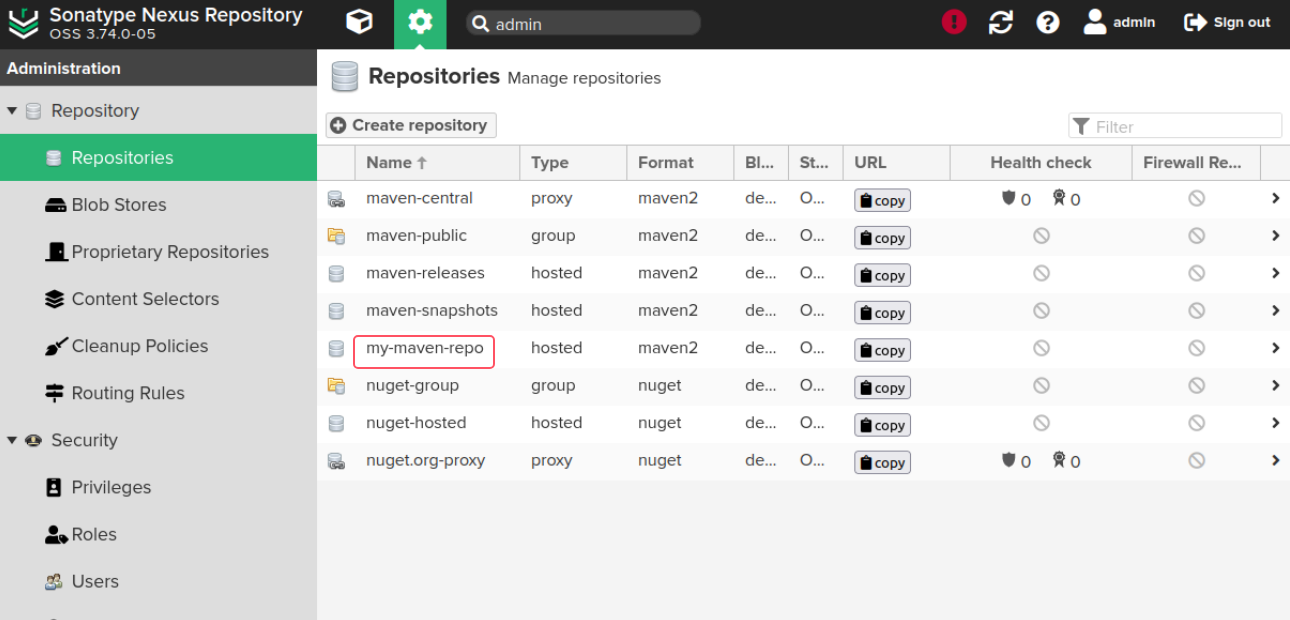 Sonatype Nexus Repository
OSS 3.74.0-05
admin
admin
Sign out
Administration
Repositories Manage repositories
Repository
Repositories
Blob Stores
Proprietary Repositories
Content Selectors
Cleanup Policies
Routing Rules
Security
Privileges
Roles
Users
Create repository
Filter
Name Type Format Bl... St... URL Health check Firewall Re...
maven-central proxy maven2 de... O... copy 0 0
maven-public group maven2 de... O... copy
maven-releases hosted maven2 de... O... copy
maven-snapshots hosted maven2 de... O... copy
my-maven-repo hosted maven2 de... O... copy
nuget-group group nuget de... O... copy
nuget-hosted hosted nuget de... O... copy
nuget.org-proxy proxy nuget de... O... copy 0 0